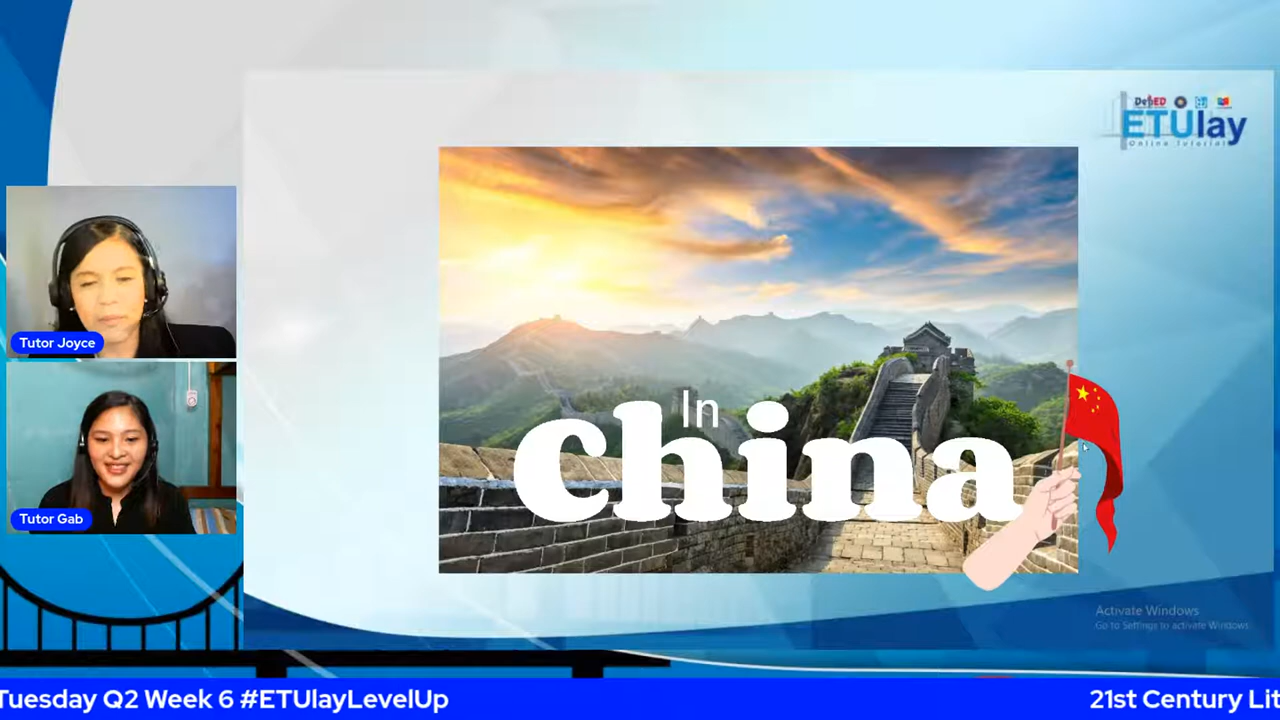 DepED
ETUlay
Online Tutorial
Tutor Joyce
Tutor Gab
In
china
Activate Windows
Go to Settings to activate Windows.
Tuesday Q2 Week 6 #ETUlayLevelUp
21st Century Lit